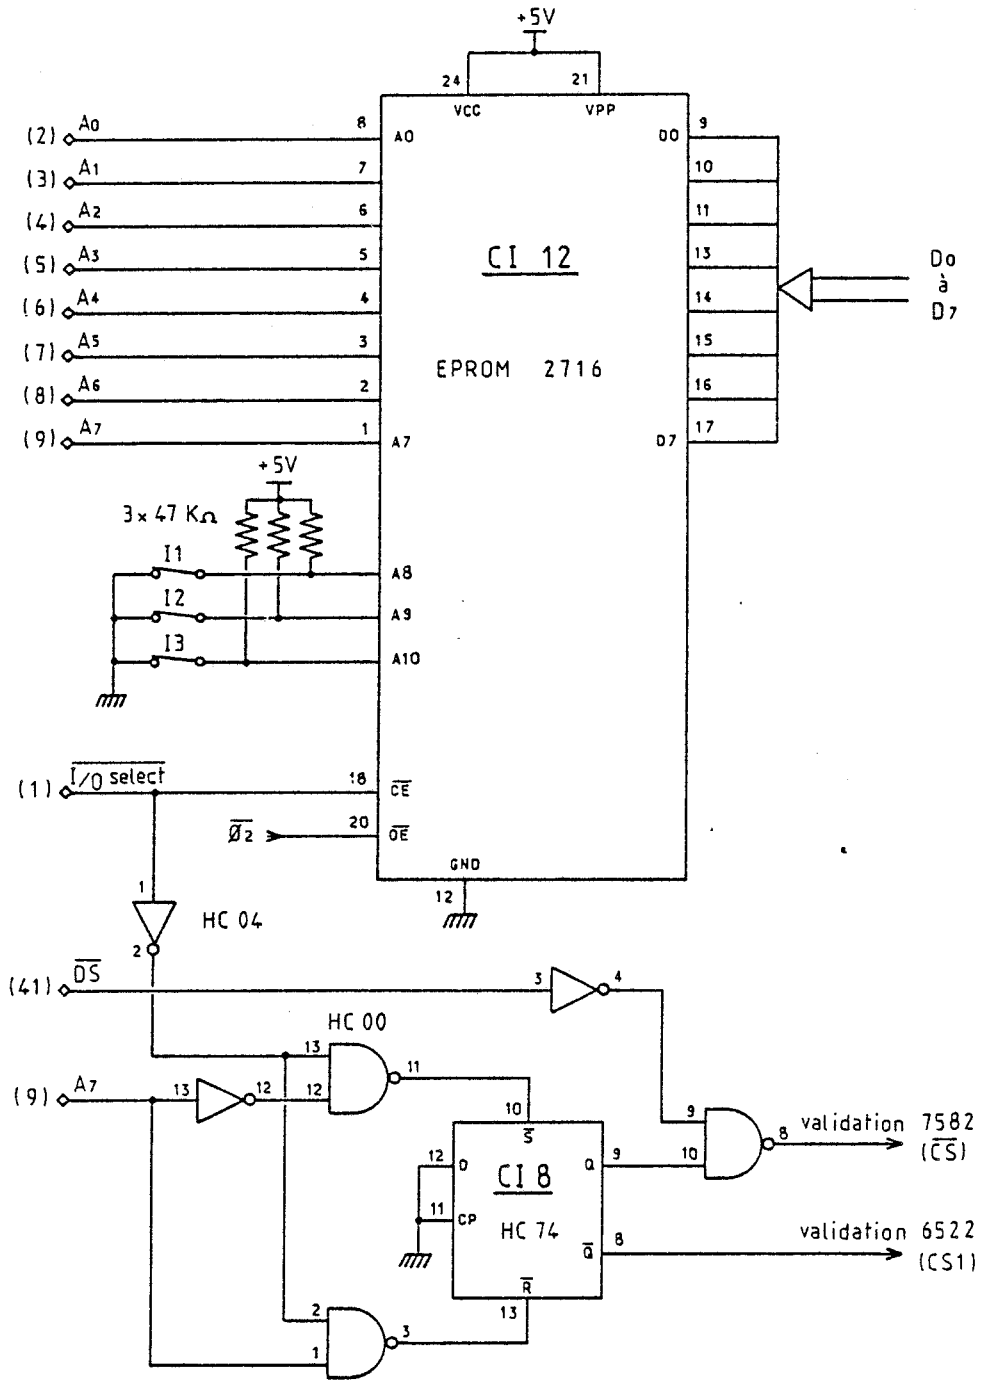 +5V
24 21
VCC VPP
(2) A0 8 A0 D0 9
(3) A1 7 10
(4) A2 6 11
(5) A3 5 CI 12 13 D0
à
(6) A4 4 14 D7
(7) A5 3 EPROM 2716 15
(8) A6 2 16
(9) A7 1 A7 D7 17
+5V
3x47 KΩ
I1 A8
I2 A9
I3 A10
(1) I/O select 18 CE
Ø2 20 OE
GND
12
1
HC 04
2
(41) DS 3 4
HC 00
13 11
(9) A7 13 12 12
10 9 validation 7582
S 8 (CS)
12 D Q 9 10
CI 8
11 CP HC 74 validation 6522
Q 8 (CS1)
R
2 13
3
1